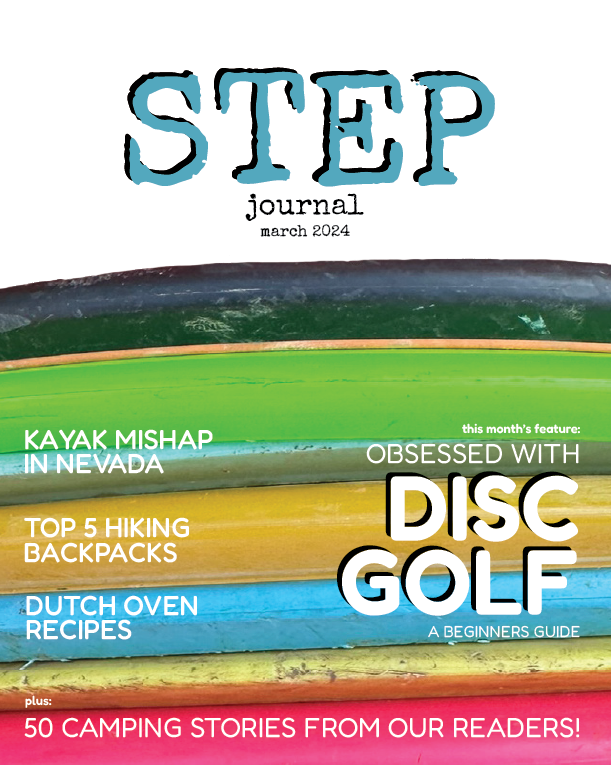 STEP
journal
march 2024
KAYAK MISHAP
IN NEVADA
TOP 5 HIKING
BACKPACKS
DUTCH OVEN
RECIPES
this month's feature:
OBSESSED WITH
DISC
GOLF
A BEGINNERS GUIDE
plus:
50 CAMPING STORIES FROM OUR READERS!